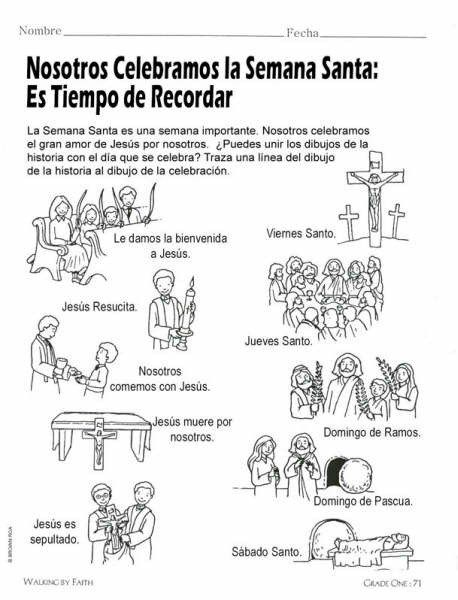 Nombre Fecha
Nosotros Celebramos la Semana Santa:
Es Tiempo de Recordar
La Semana Santa es una semana importante. Nosotros celebramos
el gran amor de Jesús por nosotros. ¿Puedes unir los dibujos de la
historia con el día que se celebra? Traza una línea del dibujo
de la historia al dibujo de la celebración.
Le damos la bienvenida
a Jesús.
Viernes Santo.
Jesús Resucita.
Jueves Santo.
Nosotros
comemos con Jesús.
Domingo de Ramos.
Jesús muere por
nosotros.
Domingo de Pascua.
Jesús es
sepultado.
Sábado Santo.
Walking by Faith Grade One : 71